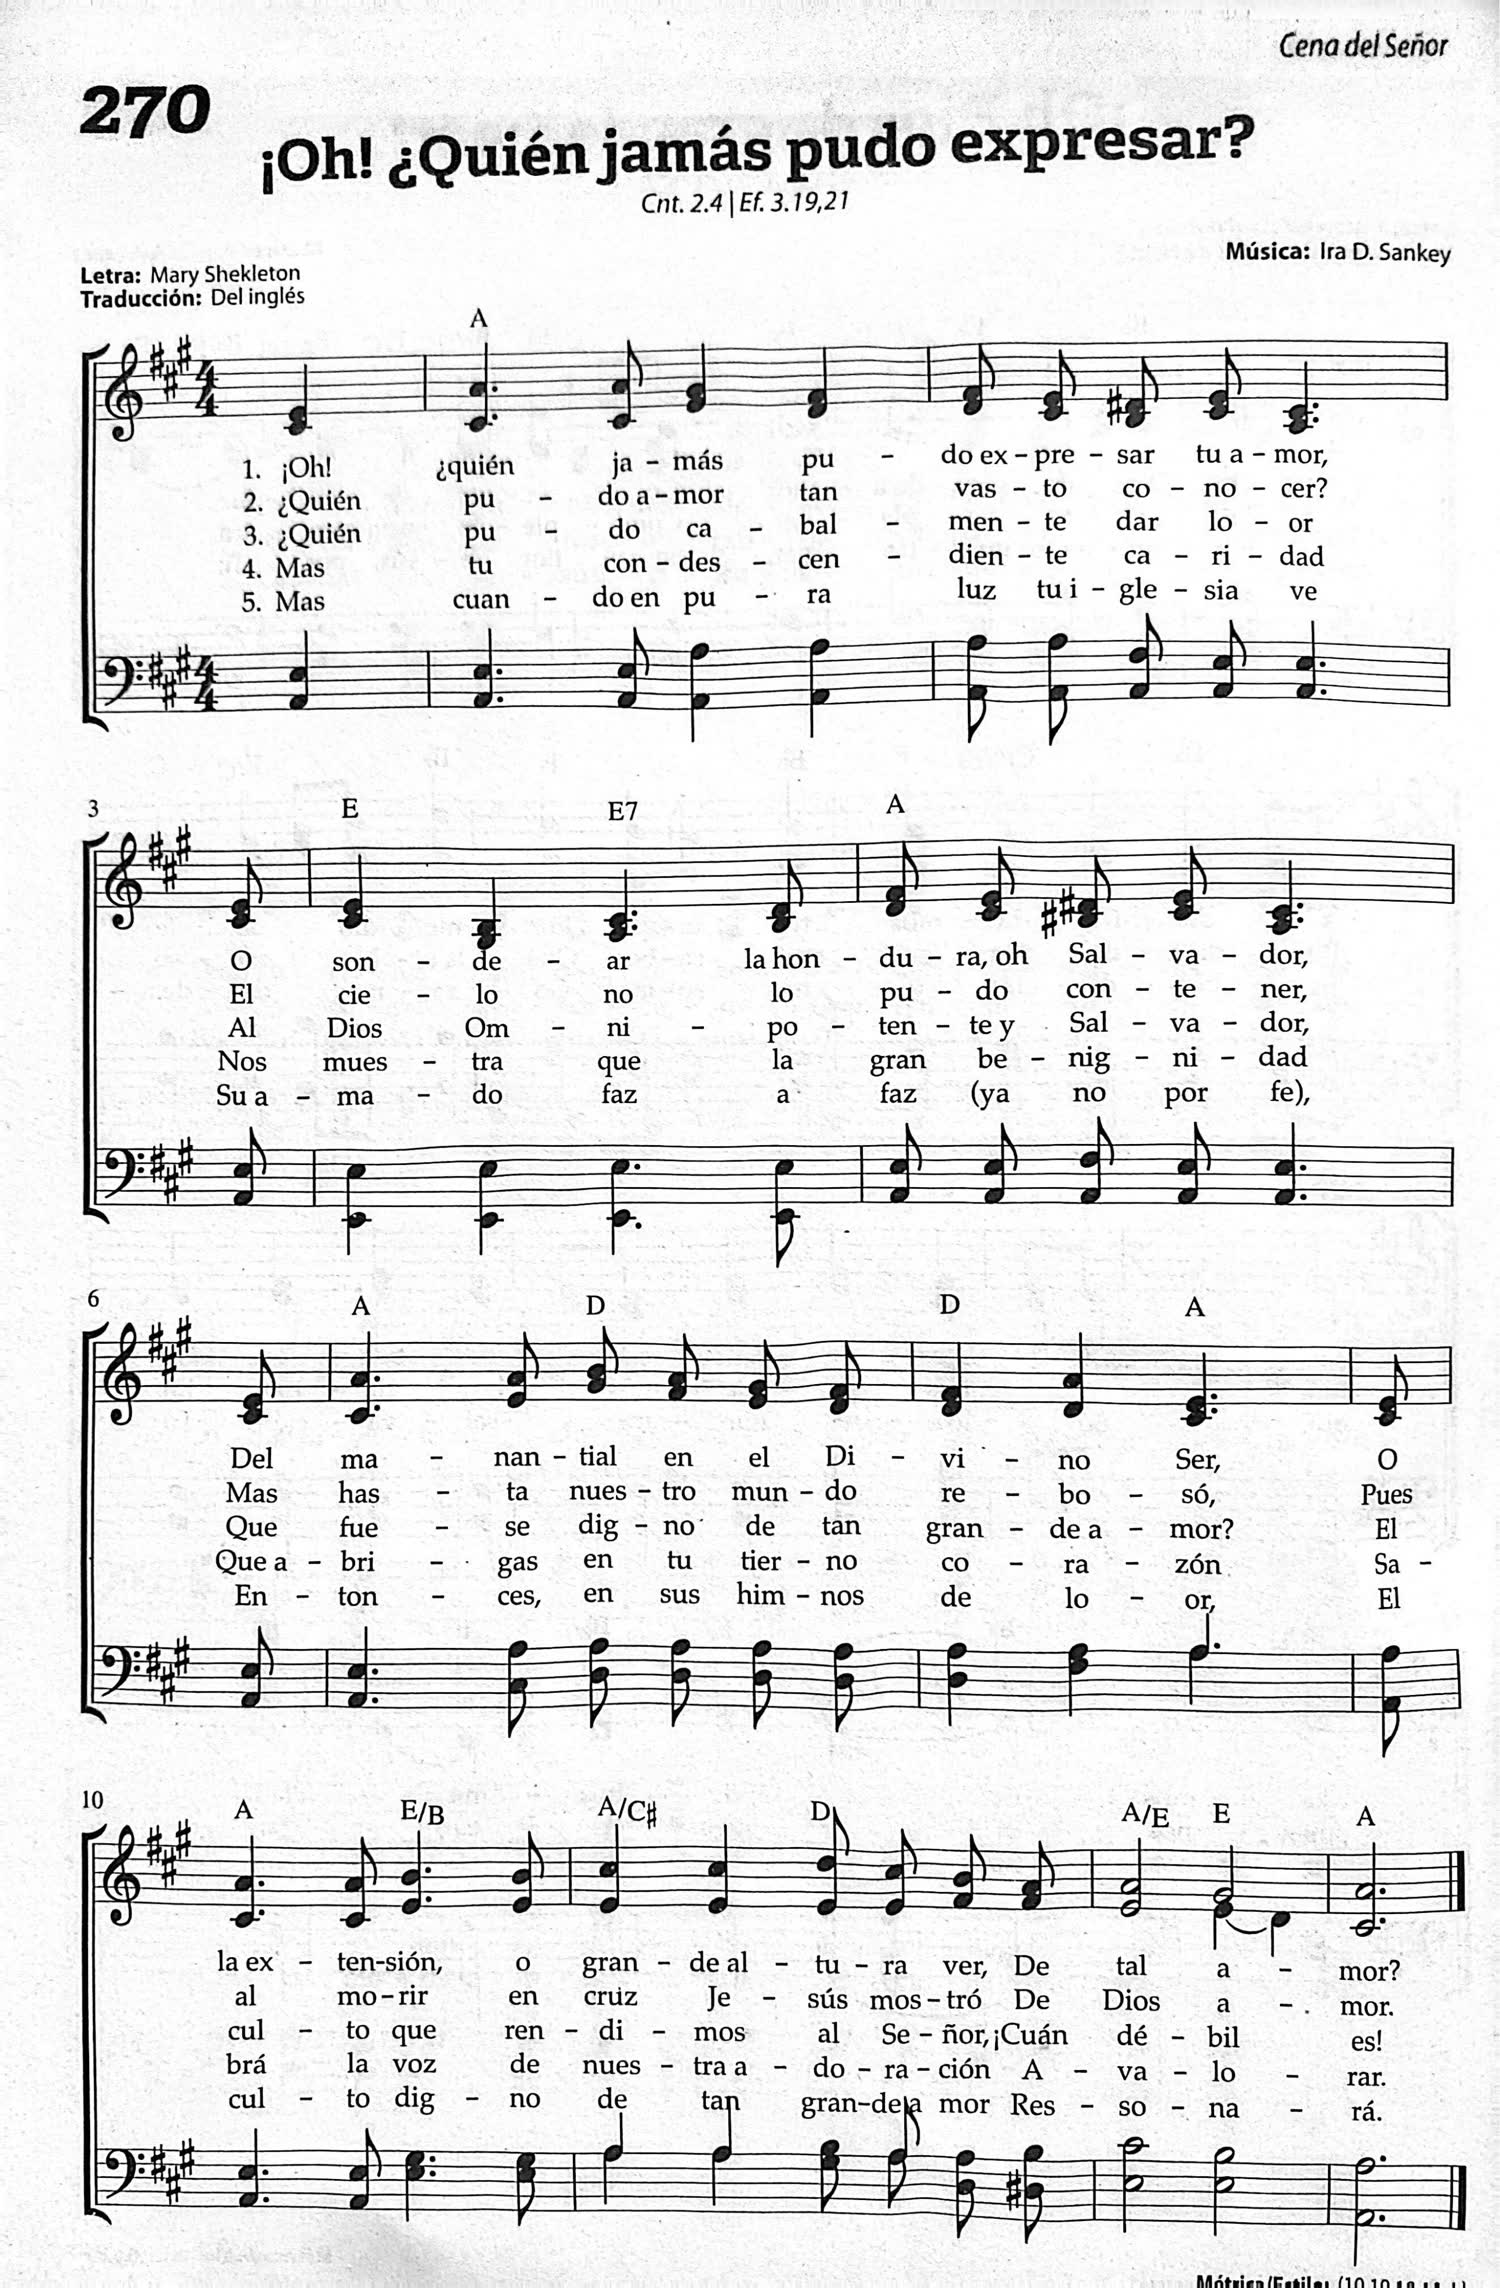 Cena del Señor
270
¡Oh! ¿Quién jamás pudo expresar?
Cnt. 2.4 | Ef. 3.19,21
Música: Ira D. Sankey
Letra: Mary Shekleton
Traducción: Del inglés
A
4/4
1. ¡Oh! ¿quién ja – más pu – do ex – pre – sar tu a – mor,
2. ¿Quién pu – do a – mor tan vas – to co – no – cer?
3. ¿Quién pu – do ca – bal – men – te dar lo – or
4. Mas tu con – des – cen – dien – te ca – ri – dad
5. Mas cuan – do en pu – ra luz tu i – gle – sia ve
4/4
3 E E7 A
O son – de – ar la hon – du – ra, oh Sal – va – dor,
El cie – lo no lo pu – do con – te – ner,
Al Dios Om – ni – po – ten – te y Sal – va – dor,
Nos mues – tra que la gran be – nig – ni – dad
Su a – ma – do faz a faz (ya no por fe),
6 A D D A
Del ma – nan – tial en el Di – vi – no Ser, O
Mas has – ta nues – tro mun – do re – bo – só, Pues
Que fue – se dig – no de tan gran – de a – mor? El
Que a – bri – gas en tu tier – no co – ra – zón Sa –
En – ton – ces, en sus him – nos de lo – or, El
10 A E/B A/C♯ D A/E E A
la ex – ten-sión, o gran – de al – tu – ra ver, De tal a – mor?
al mo – rir en cruz Je – sús mos – tró De Dios a – mor.
cul – to que ren – di – mos al Se – ñor, ¡Cuán dé – bil es!
brá la voz de nues – tra a – do – ra – ción A – va – lo – rar.
cul – to dig – no de tan gran–de a mor Res – so – na – rá.